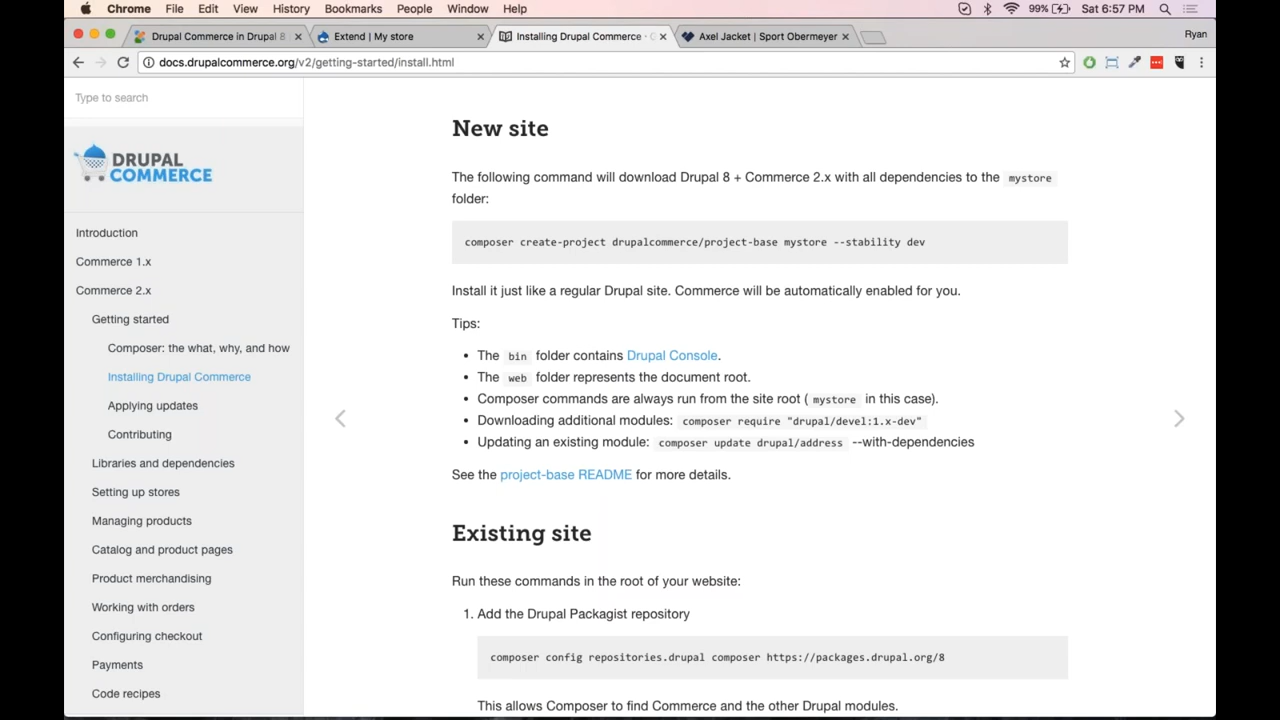 Chrome File Edit View History Bookmarks People Window Help 99% Sat 6:57 PM
Drupal Commerce in Drupal 8 Extend | My store Installing Drupal Commerce · Axel Jacket | Sport Obermeyer Ryan
docs.drupalcommerce.org/v2/getting-started/install.html
Type to search
DRUPAL
COMMERCE
Introduction
Commerce 1.x
Commerce 2.x
Getting started
Composer: the what, why, and how
Installing Drupal Commerce
Applying updates
Contributing
Libraries and dependencies
Setting up stores
Managing products
Catalog and product pages
Product merchandising
Working with orders
Configuring checkout
Payments
Code recipes
New site
The following command will download Drupal 8 + Commerce 2.x with all dependencies to the mystore
folder:
composer create-project drupalcommerce/project-base mystore --stability dev
Install it just like a regular Drupal site. Commerce will be automatically enabled for you.
Tips:
• The bin folder contains Drupal Console.
• The web folder represents the document root.
• Composer commands are always run from the site root ( mystore in this case).
• Downloading additional modules: composer require "drupal/devel:1.x-dev"
• Updating an existing module: composer update drupal/address --with-dependencies
See the project-base README for more details.
Existing site
Run these commands in the root of your website:
1. Add the Drupal Packagist repository
composer config repositories.drupal composer https://packages.drupal.org/8
This allows Composer to find Commerce and the other Drupal modules.